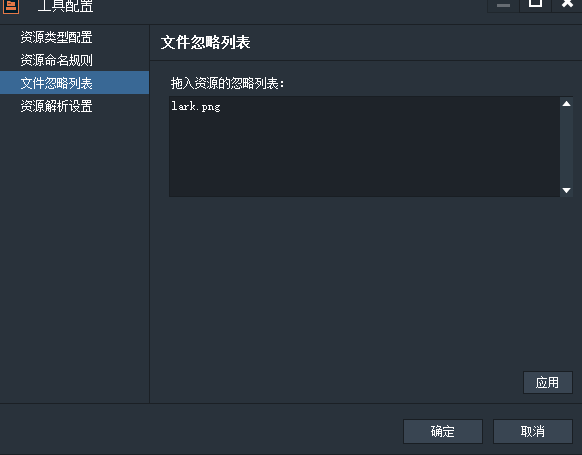 工具配置
资源类型配置
资源命名规则
文件忽略列表
资源解析设置
文件忽略列表
拖入资源的忽略列表：
lark.png
应用
确定
取消